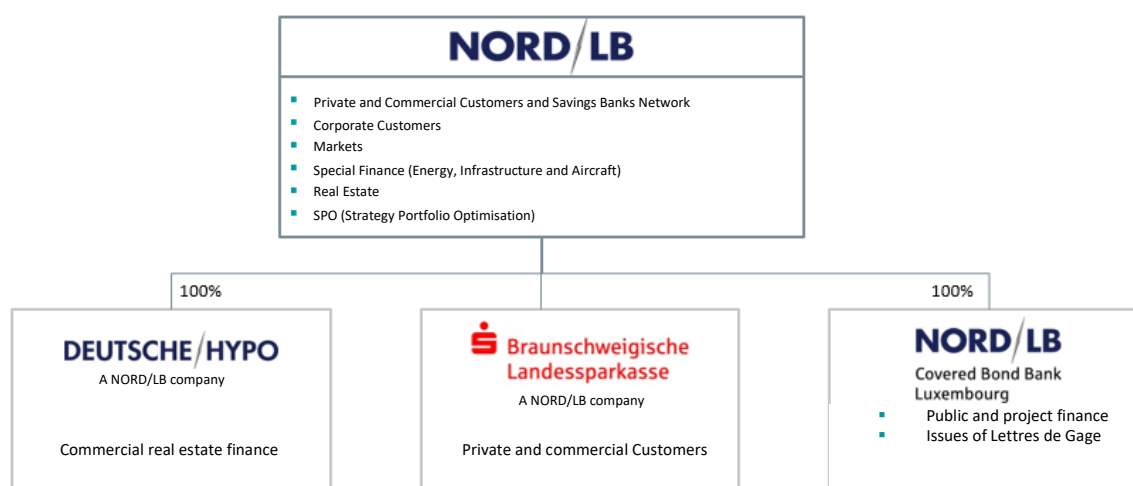 NORD/LB
Private and Commercial Customers and Savings Banks Network
Corporate Customers
Markets
Special Finance (Energy, Infrastructure and Aircraft)
Real Estate
SPO (Strategy Portfolio Optimisation)
100%
100%
DEUTSCHE/HYPO
A NORD/LB company
Commercial real estate finance
Braunschweigische
Landessparkasse
A NORD/LB company
Private and commercial Customers
NORD/LB
Covered Bond Bank
Luxembourg
Public and project finance
Issues of Lettres de Gage